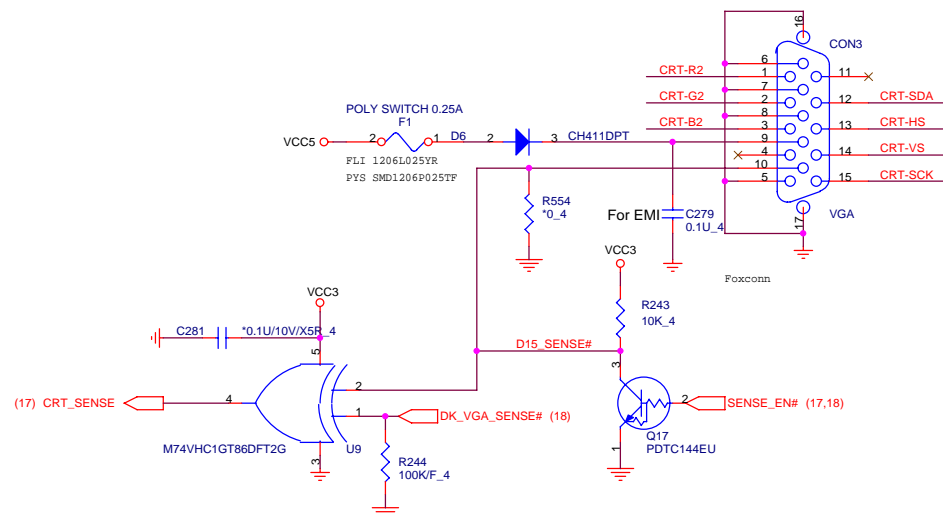 16
CON3
6
CRT-R2
1
11
7
CRT-G2
2
12
CRT-SDA
8
POLY SWITCH 0.25A
F1
CRT-B2
3
13
CRT-HS
VCC5
2
1
D6
2
3
CH411DPT
9
4
14
CRT-VS
FLI 1206L025YR
10
PYS SMD1206P025TF
5
15
CRT-SCK
R554
*0_4
For EMI
C279
0.1U_4
17
VGA
VCC3
Foxconn
VCC3
R243
10K_4
C281
*0.1U/10V/X5R_4
5
D15_SENSE#
3
2
(17) CRT_SENSE
4
1
DK_VGA_SENSE# (18)
2
SENSE_EN# (17,18)
M74VHC1GT86DFT2G
U9
3
R244
100K/F_4
1
Q17
PDTC144EU